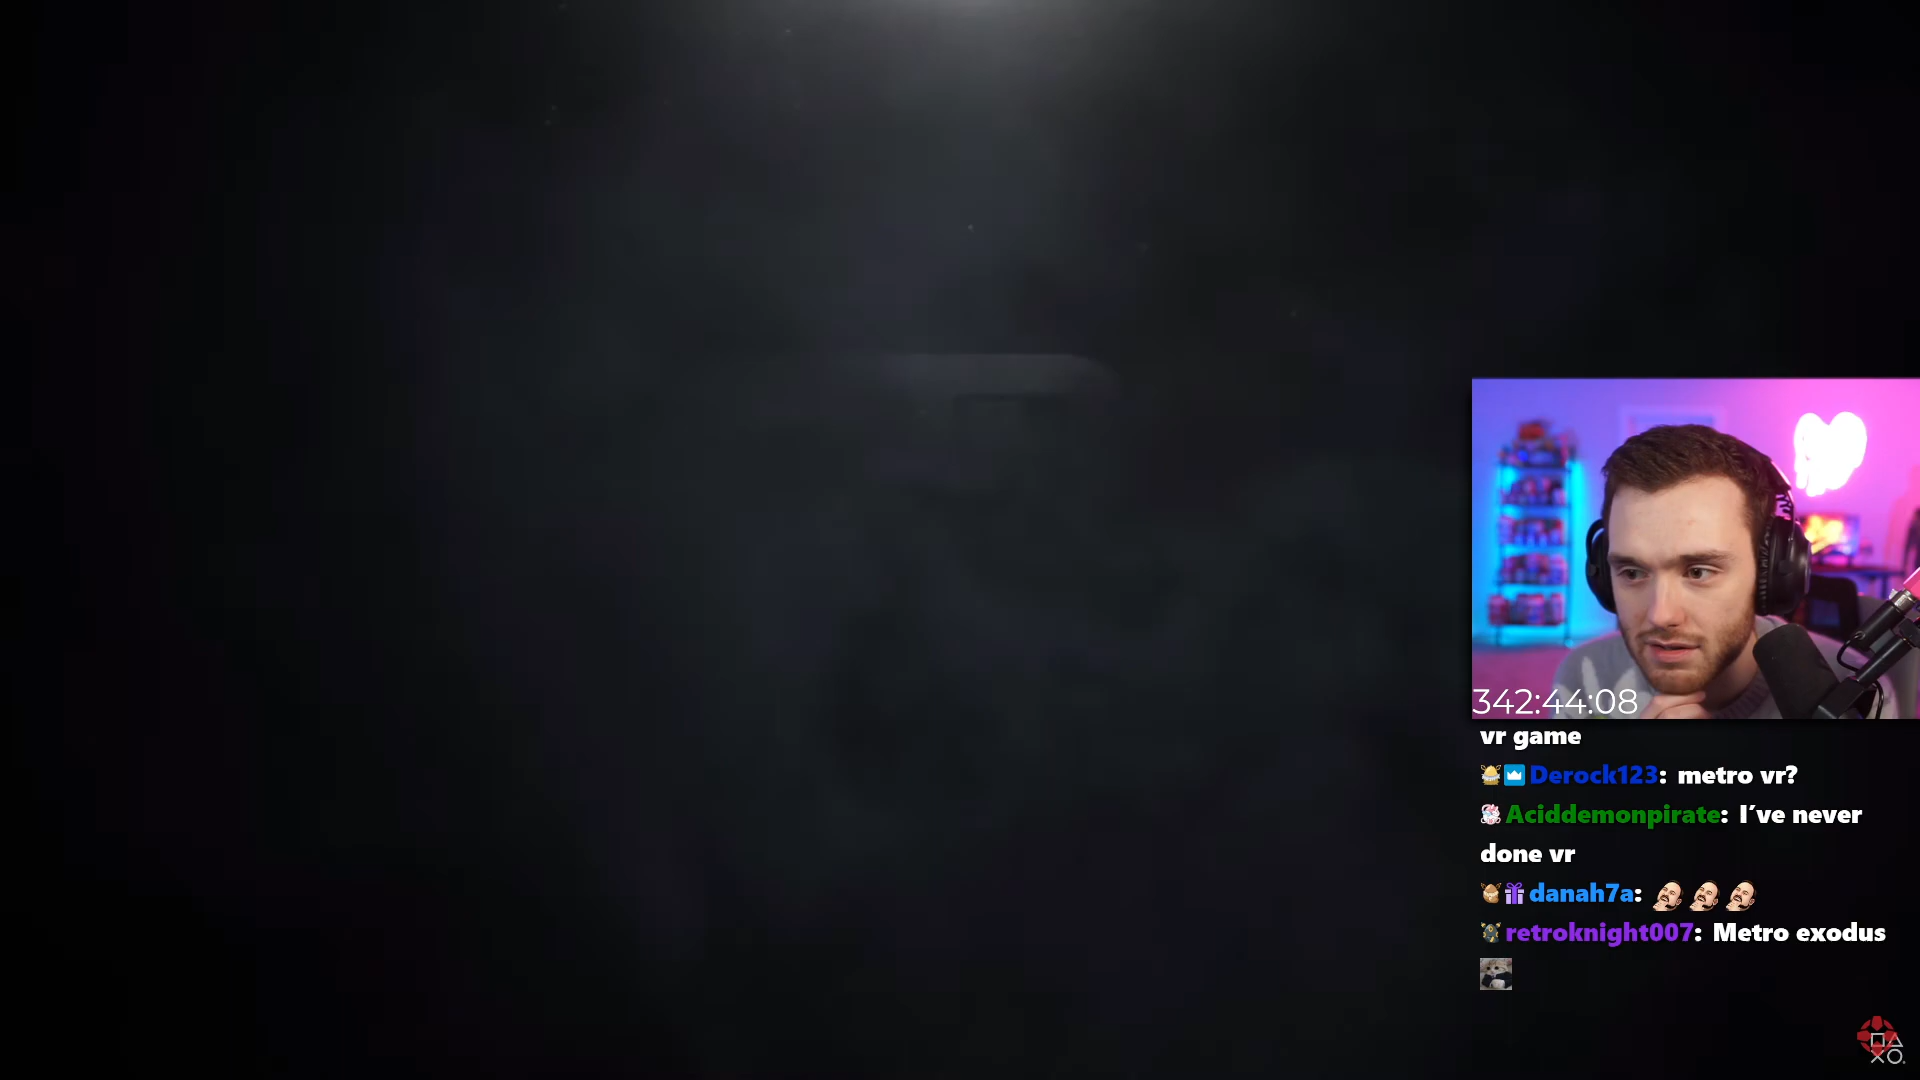 342:44:08
vr game
Derock123: metro vr?
Aciddemonpirate: I've never
done vr
danah7a:
retroknight007: Metro exodus